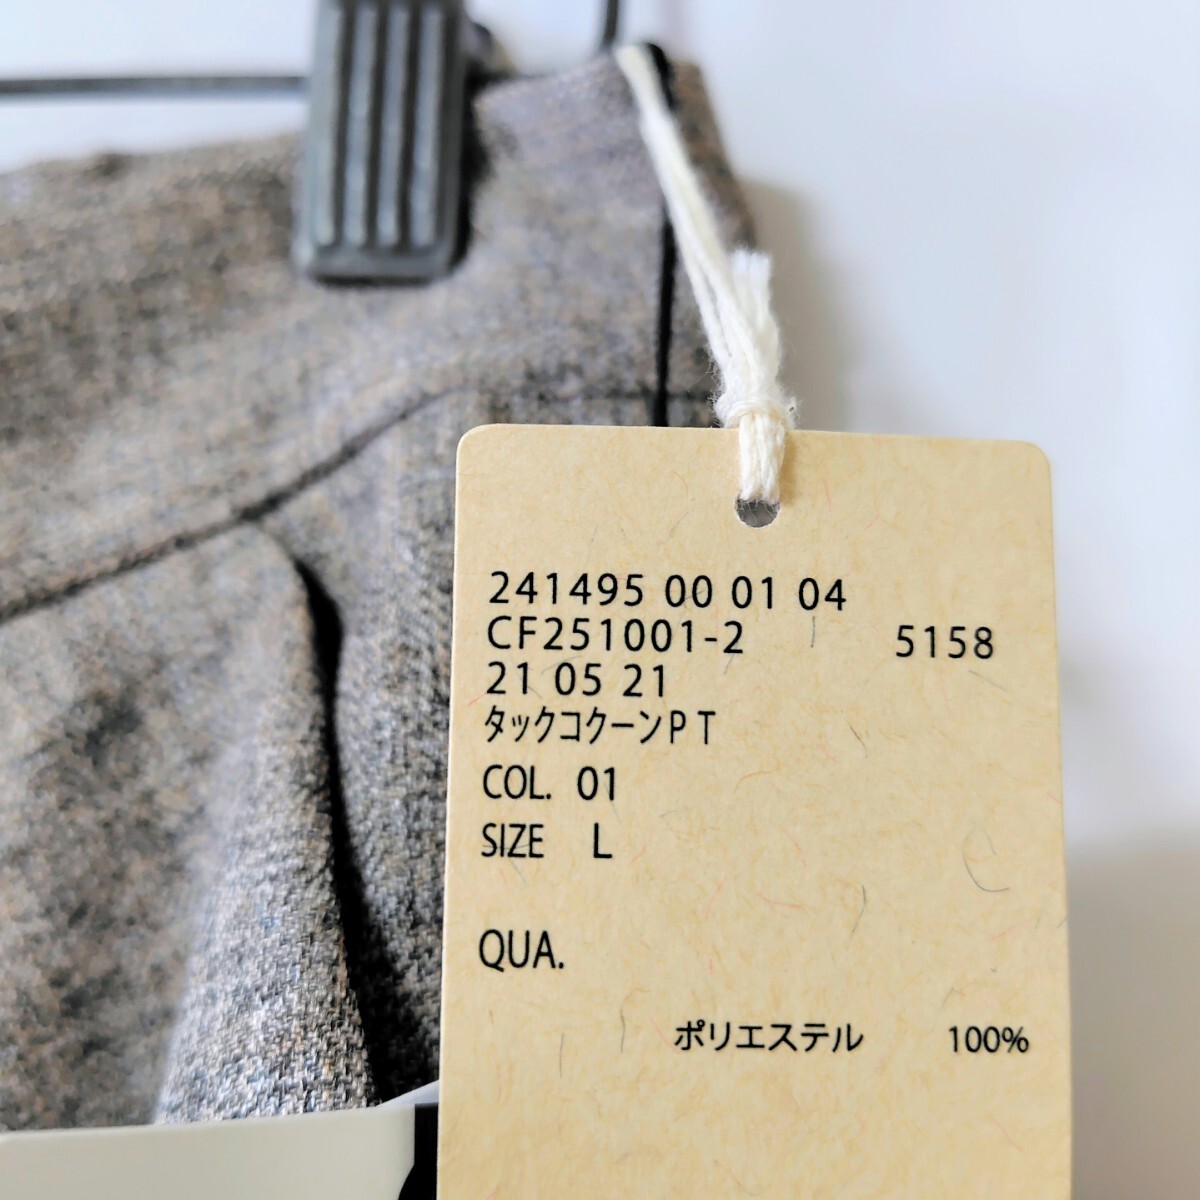 241495 00 01 04
CF251001-2 5158
21 05 21
タックコクーンPT
COL. 01
SIZE L
QUA.
ポリエステル 100%